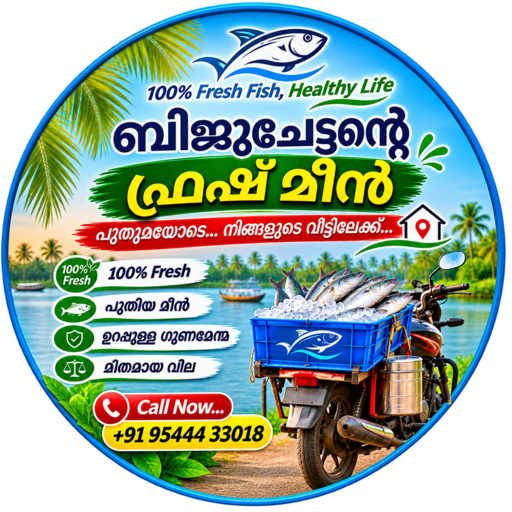 100% Fresh Fish, Healthy Life
ബിജുചേട്ടന്റെ
ഫ്രഷ് മീൻ
പുതുമയോടെ... നിങ്ങളുടെ വീട്ടിലേക്ക്...
100% Fresh
100% Fresh
പുതിയ മീൻ
ഉറപ്പുള്ള ഗുണമേന്മ
മിതമായ വില
Call Now...
+91 95444 33018